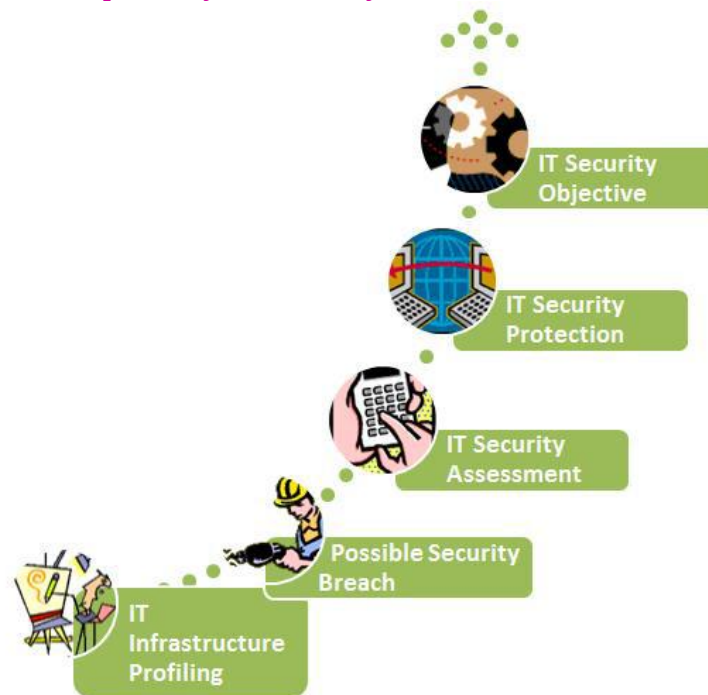 IT Security
Objective
IT Security
Protection
IT Security
Assessment
Possible Security
Breach
IT
Infrastructure
Profiling